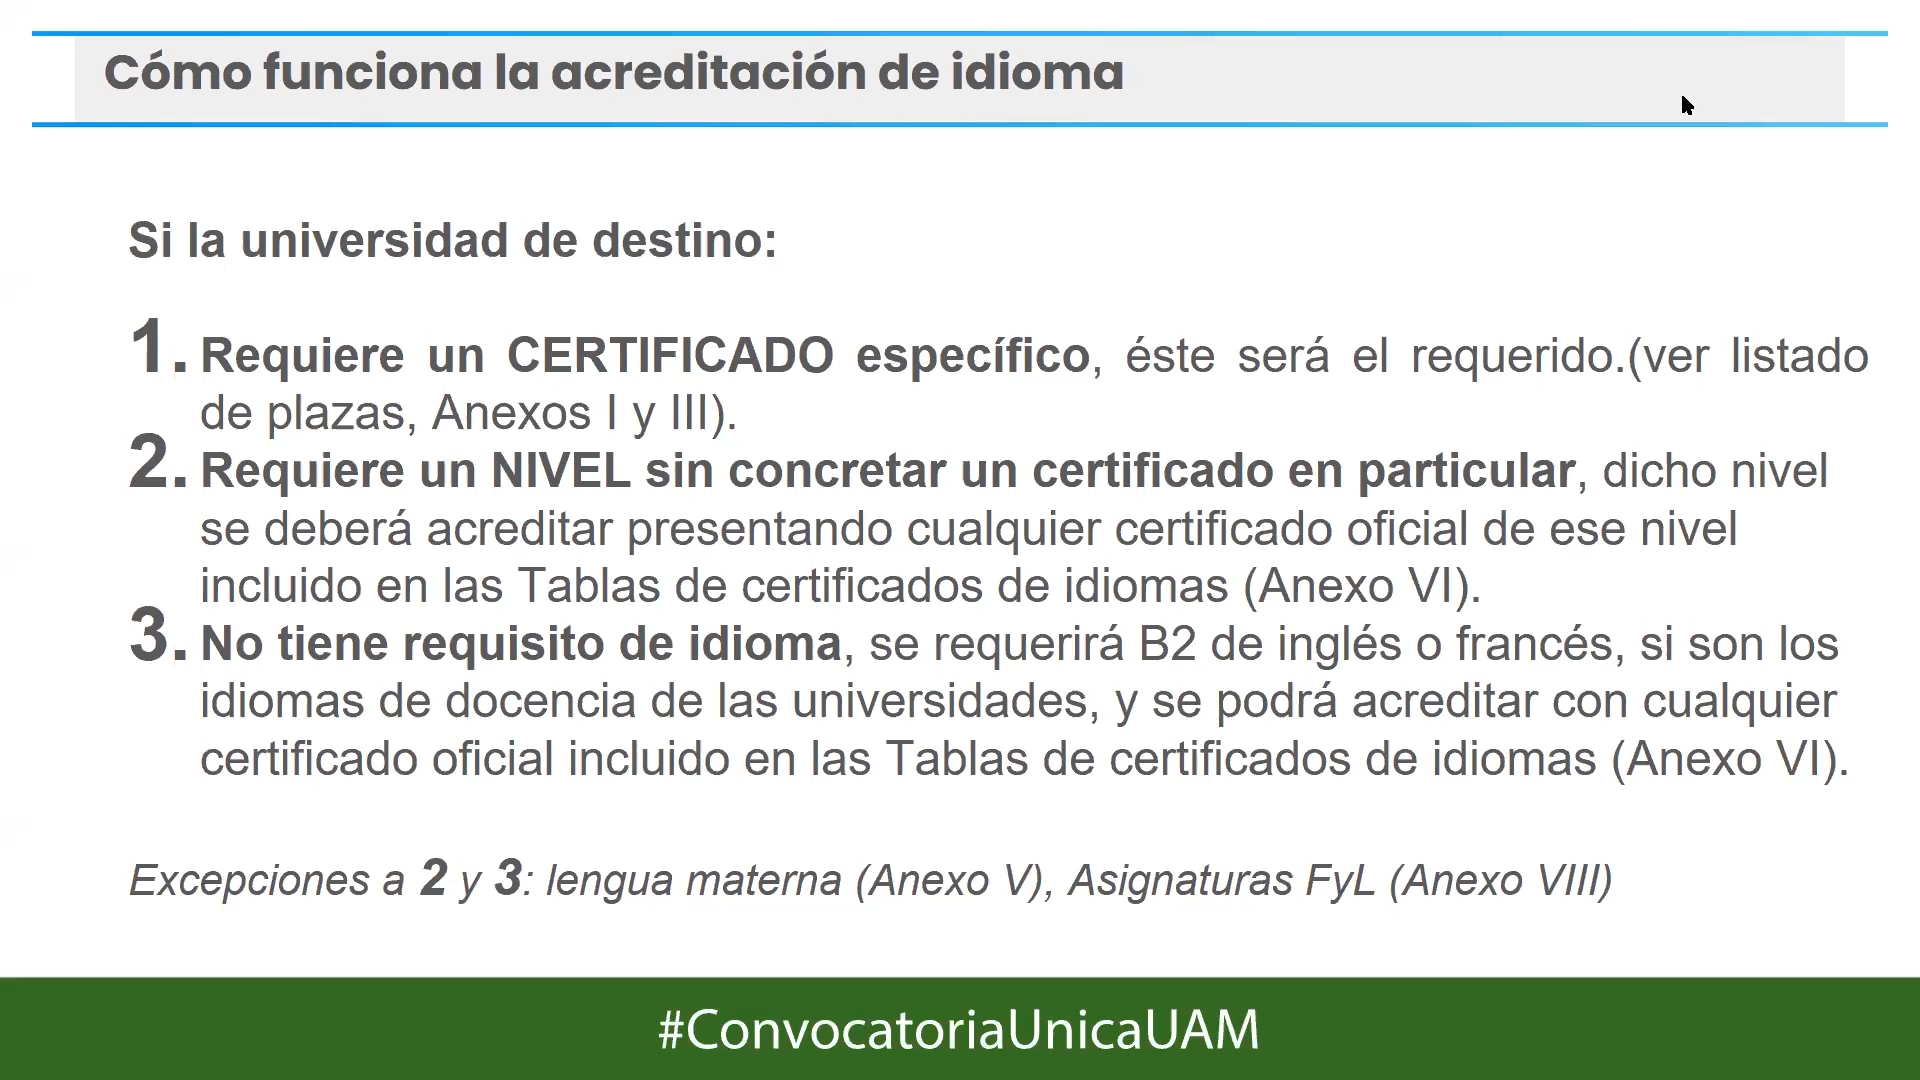 Cómo funciona la acreditación de idioma
Si la universidad de destino:
1. Requiere un CERTIFICADO específico, éste será el requerido.(ver listado
de plazas, Anexos I y III).
2. Requiere un NIVEL sin concretar un certificado en particular, dicho nivel
se deberá acreditar presentando cualquier certificado oficial de ese nivel
incluido en las Tablas de certificados de idiomas (Anexo VI).
3. No tiene requisito de idioma, se requerirá B2 de inglés o francés, si son los
idiomas de docencia de las universidades, y se podrá acreditar con cualquier
certificado oficial incluido en las Tablas de certificados de idiomas (Anexo VI).
Excepciones a 2 y 3: lengua materna (Anexo V), Asignaturas FyL (Anexo VIII)
#ConvocatoriaUnicaUAM